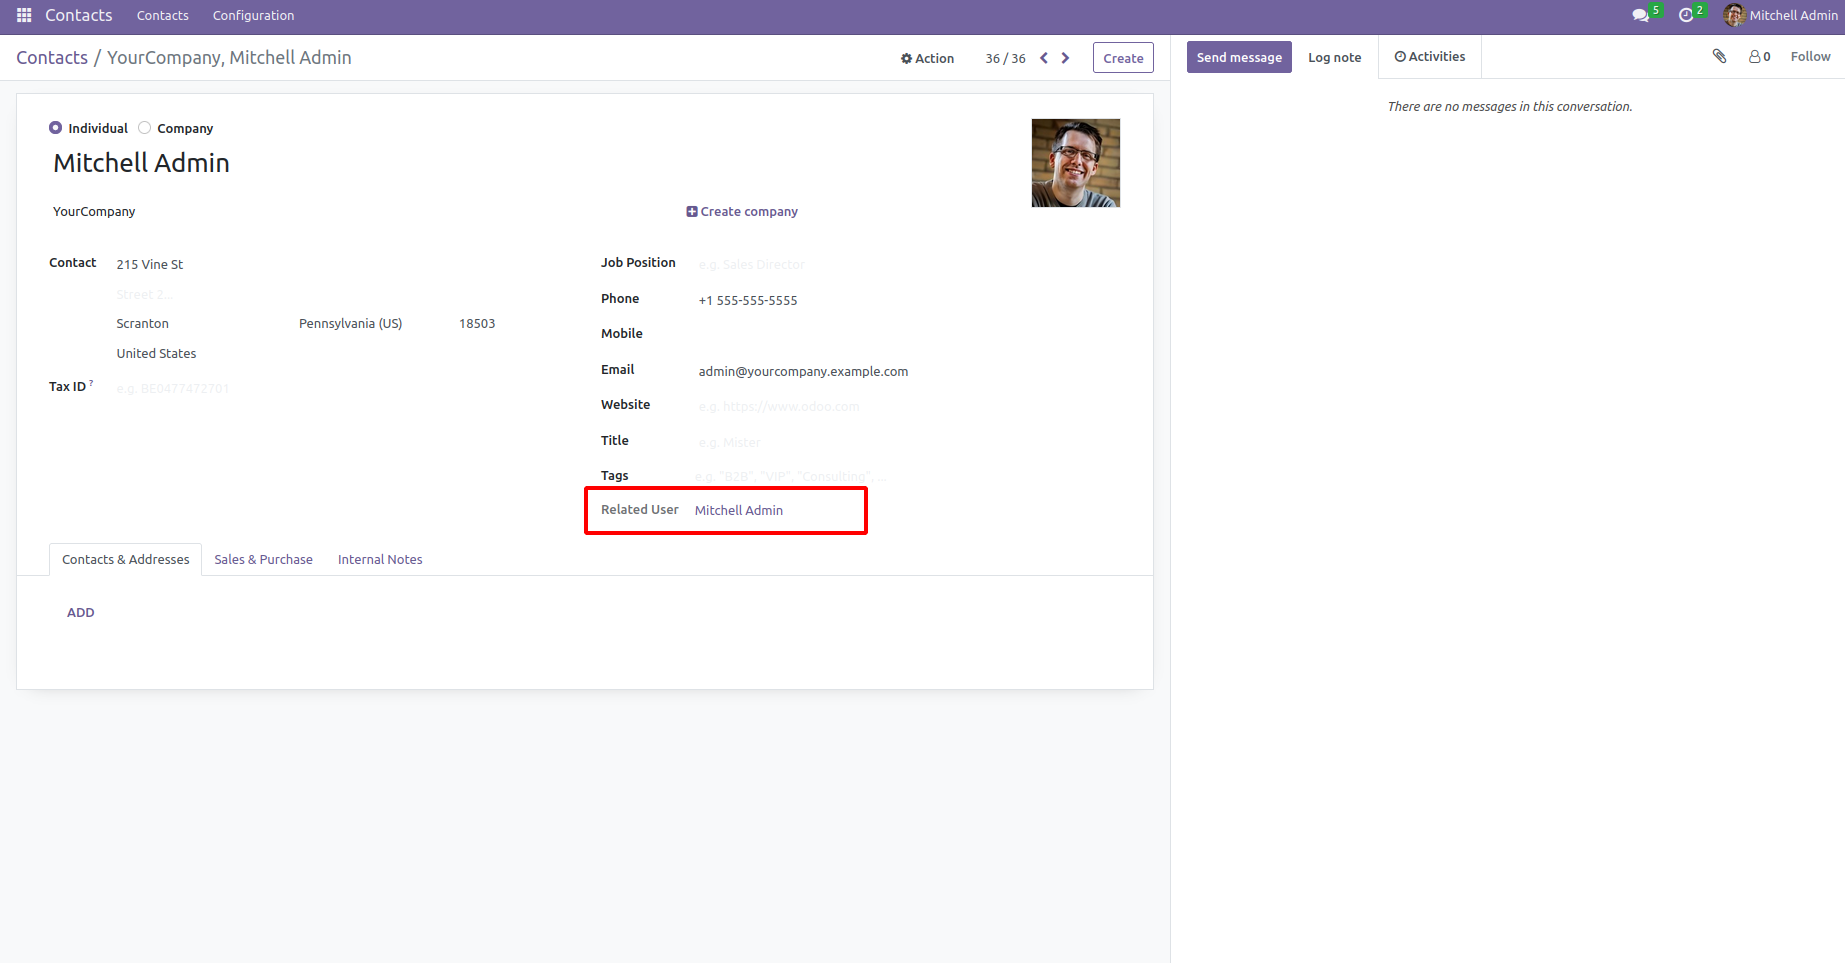 Contacts Contacts Configuration 5 2 Mitchell Admin
Contacts / YourCompany, Mitchell Admin Action 36 / 36 Create
Send message Log note Activities 0 Follow
There are no messages in this conversation.
Individual Company
Mitchell Admin
YourCompany Create company
Contact 215 Vine St Job Position e.g. Sales Director
Street 2... Phone +1 555-555-5555
Scranton Pennsylvania (US) 18503 Mobile
United States Email admin@yourcompany.example.com
Tax ID ? e.g. BE0477472701 Website e.g. https://www.odoo.com
Title e.g. Mister
Tags e.g. "B2B", "VIP", "Consulting", ...
Related User Mitchell Admin
Contacts & Addresses Sales & Purchase Internal Notes
ADD